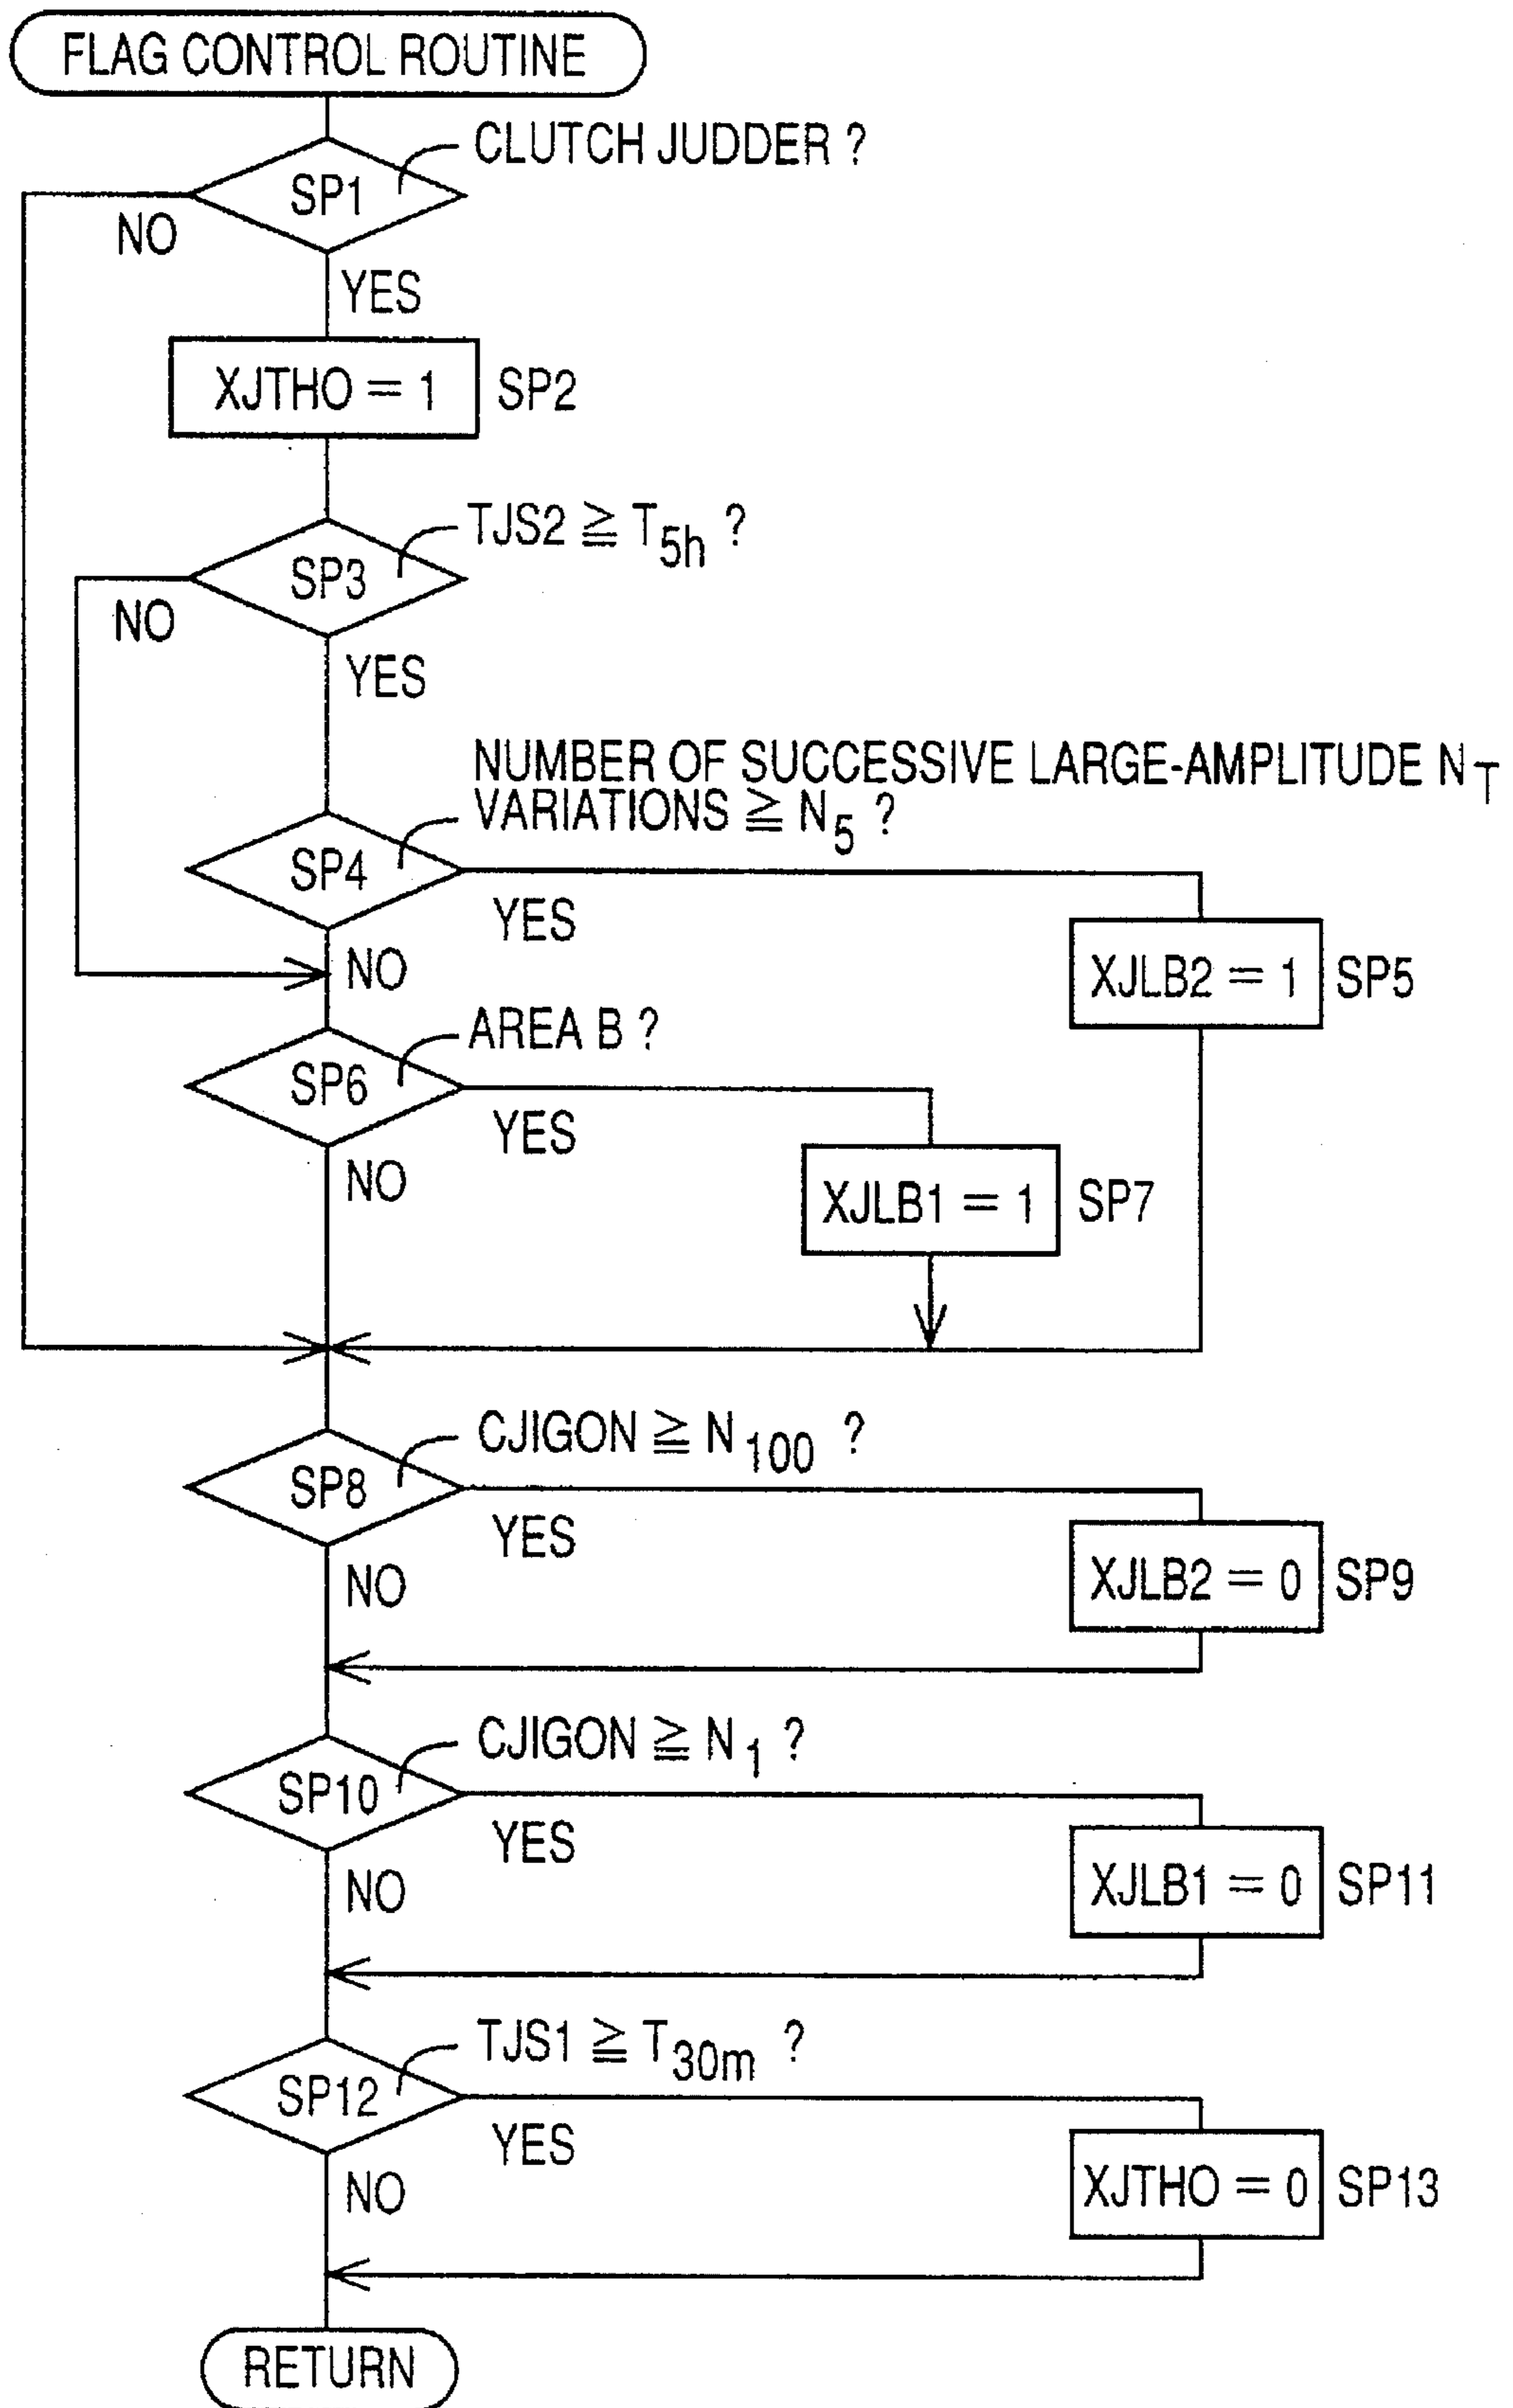 FLAG CONTROL ROUTINE
CLUTCH JUDDER ?
SP1
NO
YES
XJTHO = 1 SP2
TJS2 ≧ T5h ?
SP3
NO
YES
NUMBER OF SUCCESSIVE LARGE-AMPLITUDE NT
VARIATIONS ≧ N5 ?
SP4
YES
NO
XJLB2 = 1 SP5
AREA B ?
SP6
YES
NO
XJLB1 = 1 SP7
CJIGON ≧ N100 ?
SP8
YES
NO
XJLB2 = 0 SP9
CJIGON ≧ N1 ?
SP10
YES
NO
XJLB1 = 0 SP11
TJS1 ≧ T30m ?
SP12
YES
NO
XJTHO = 0 SP13
RETURN